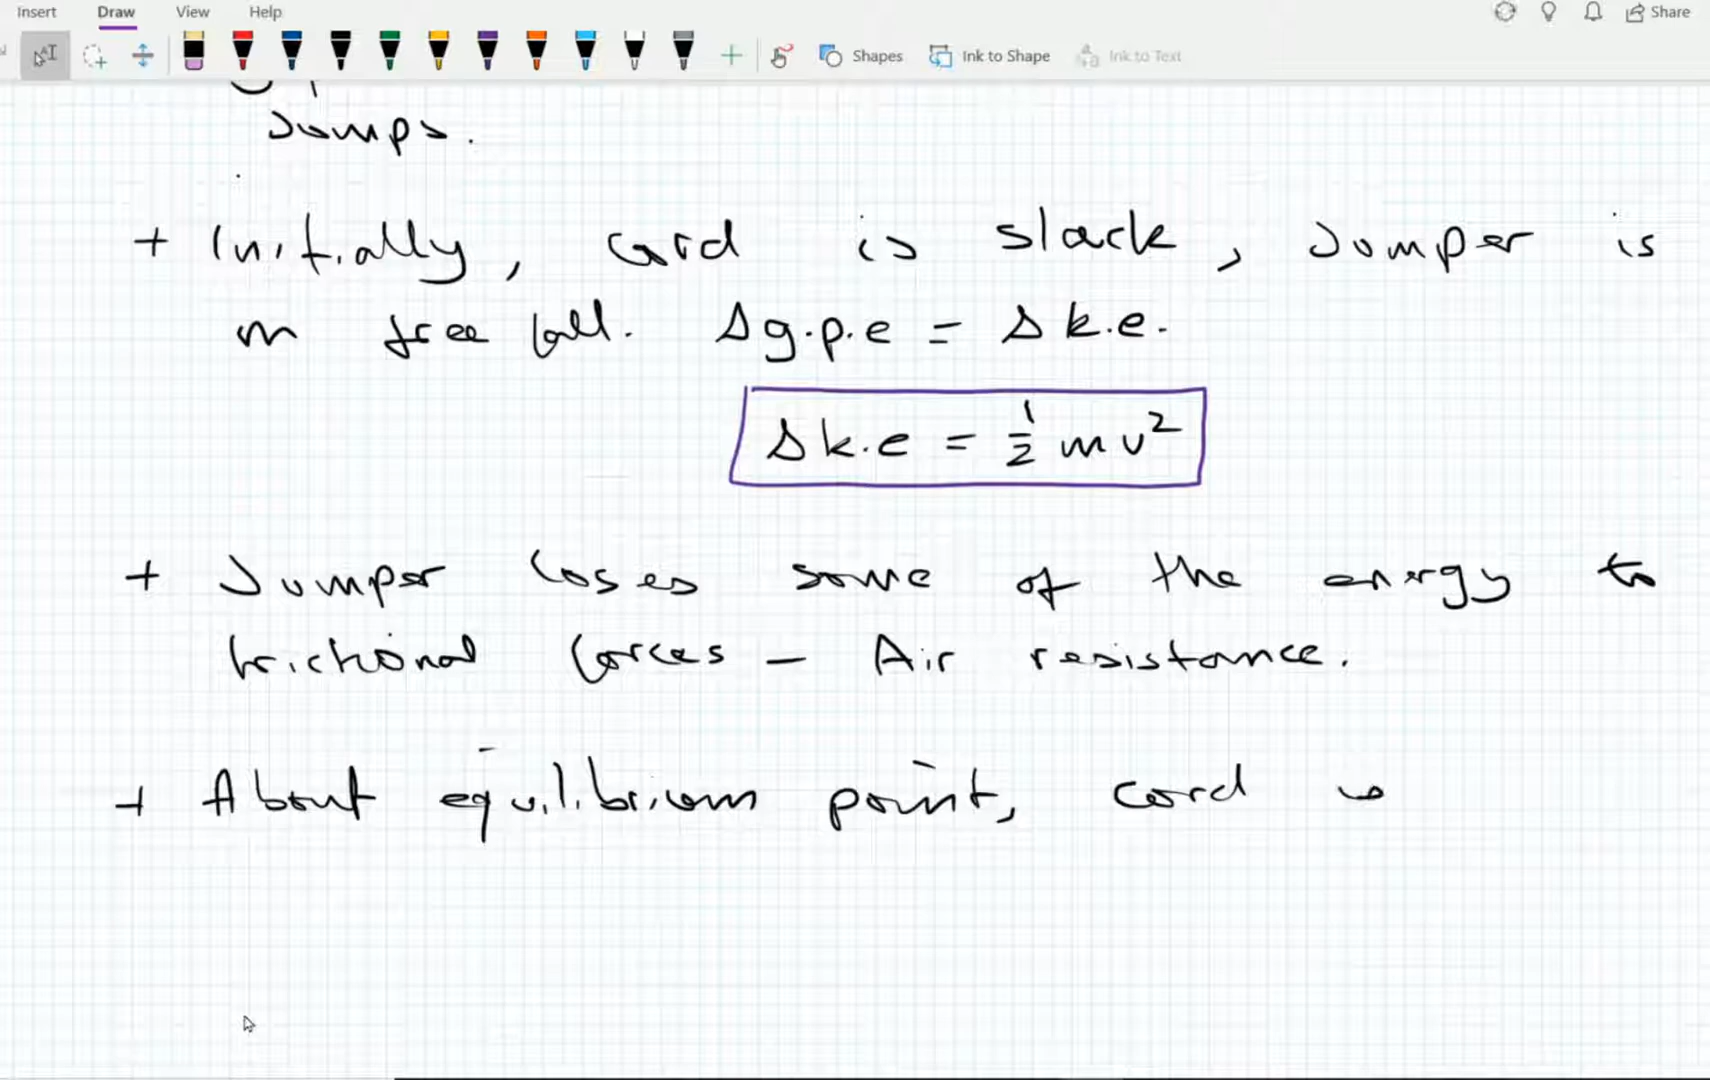 Insert Draw View Help Share
Shapes Ink to Shape Ink to Text
Jumps.
+ Initially, cord is slack, Jumper is
in free fall. Δg.p.e = Δk.e.
Δk.e = ½ mv²
+ Jumper loses some of the energy to
frictional forces - Air resistance.
+ About equilibrium point, cord is